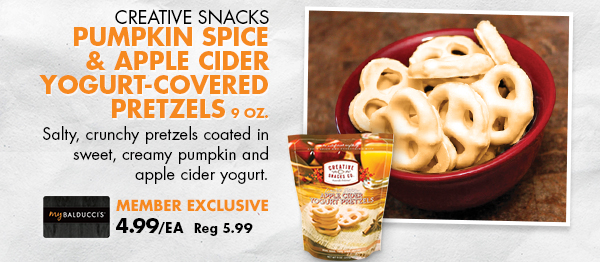 CREATIVE SNACKS
PUMPKIN SPICE
& APPLE CIDER
YOGURT-COVERED
PRETZELS 9 OZ.
Salty, crunchy pretzels coated in
sweet, creamy pumpkin and
apple cider yogurt.
myBALDUCCI'S
MEMBER EXCLUSIVE
4.99/EA Reg 5.99
CREATIVE
SNACKS CO.
APPLE CIDER
YOGURT PRETZELS